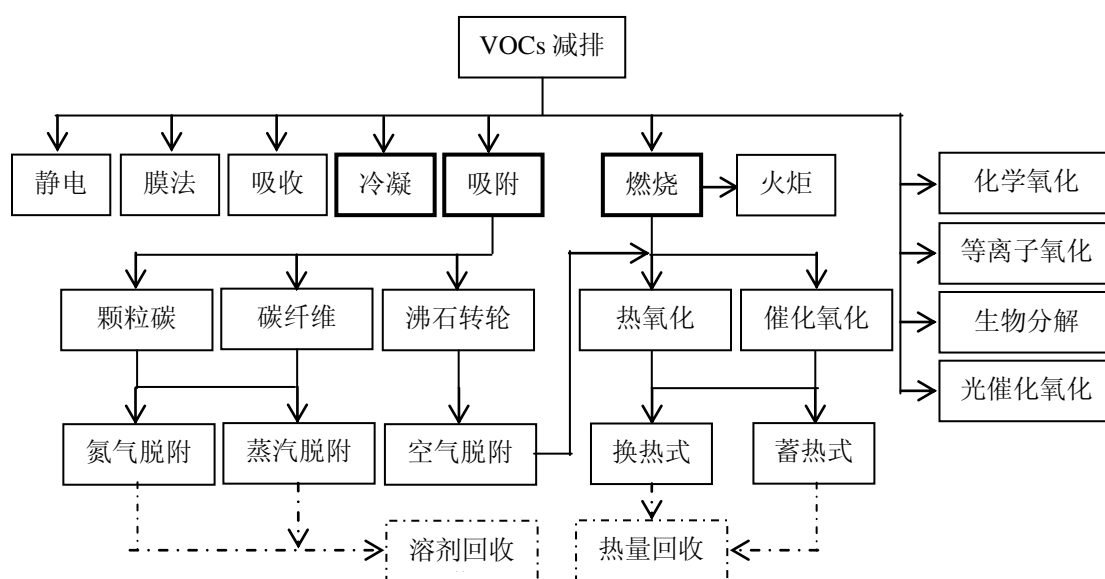 VOCs 减排
静电
膜法
吸收
冷凝
吸附
燃烧
火炬
化学氧化
等离子氧化
生物分解
光催化氧化
颗粒碳
碳纤维
沸石转轮
热氧化
催化氧化
氮气脱附
蒸汽脱附
空气脱附
换热式
蓄热式
溶剂回收
热量回收